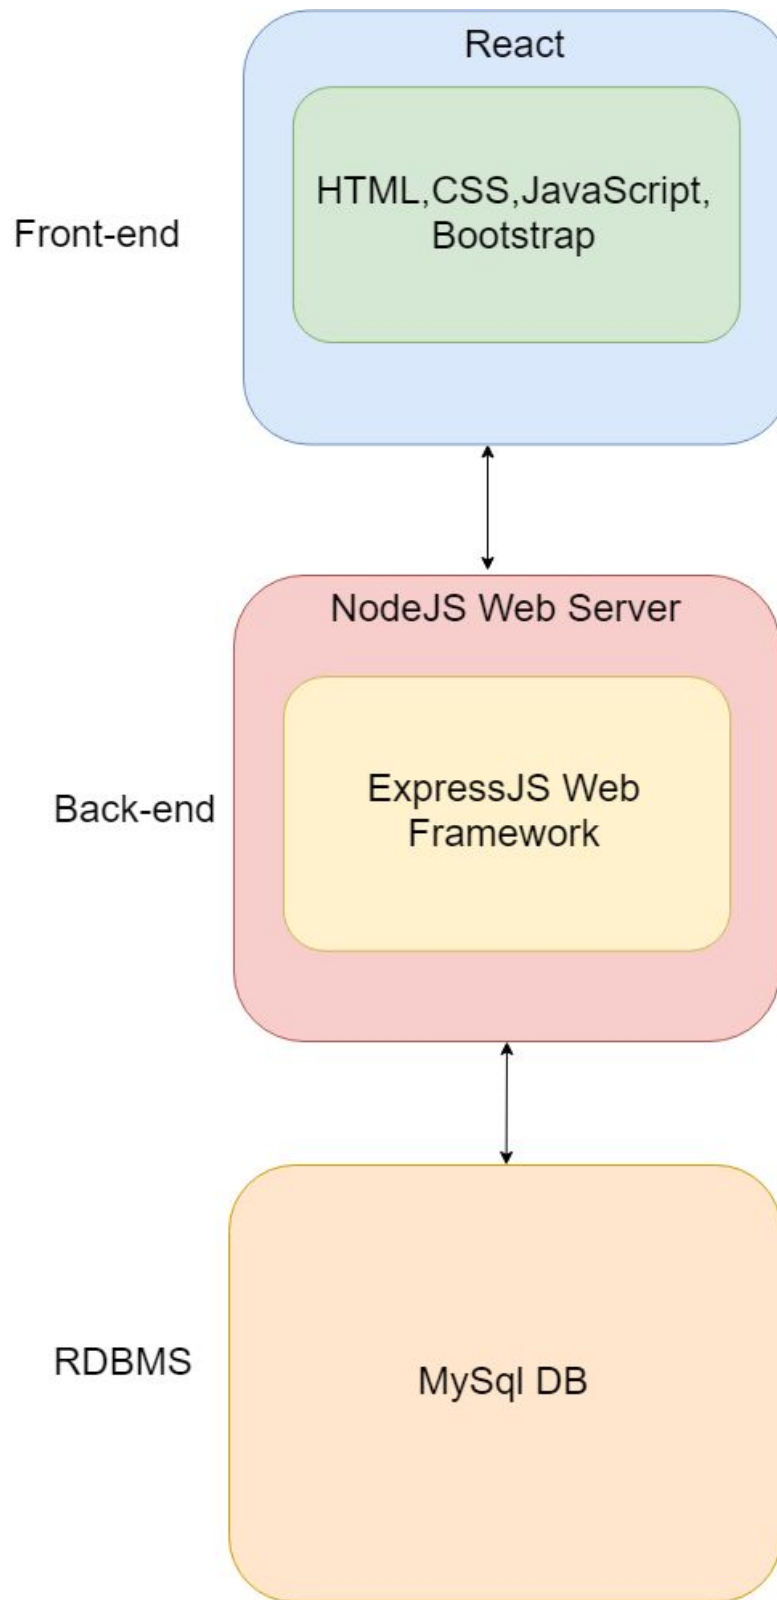 React
HTML,CSS,JavaScript,
Bootstrap
Front-end
NodeJS Web Server
ExpressJS Web
Framework
Back-end
RDBMS
MySql DB